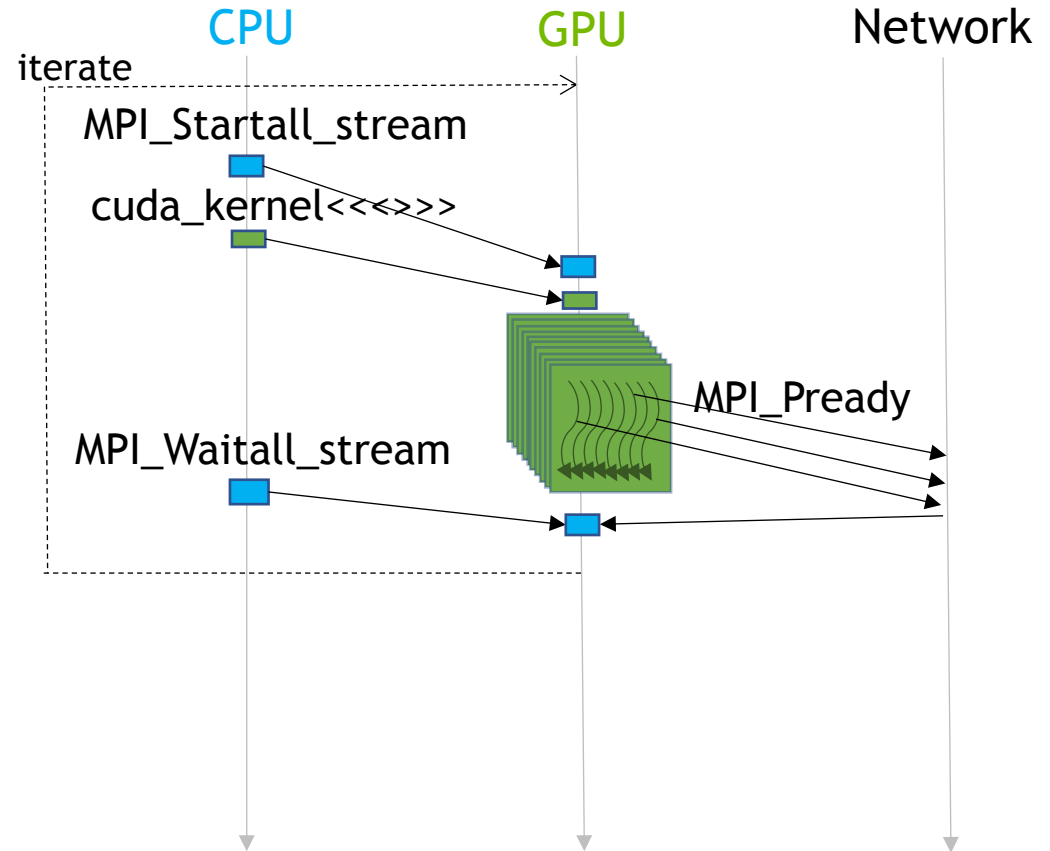 CPU
GPU
Network
iterate
MPI_Startall_stream
cuda_kernel<<<>>>
MPI_Pready
MPI_Waitall_stream